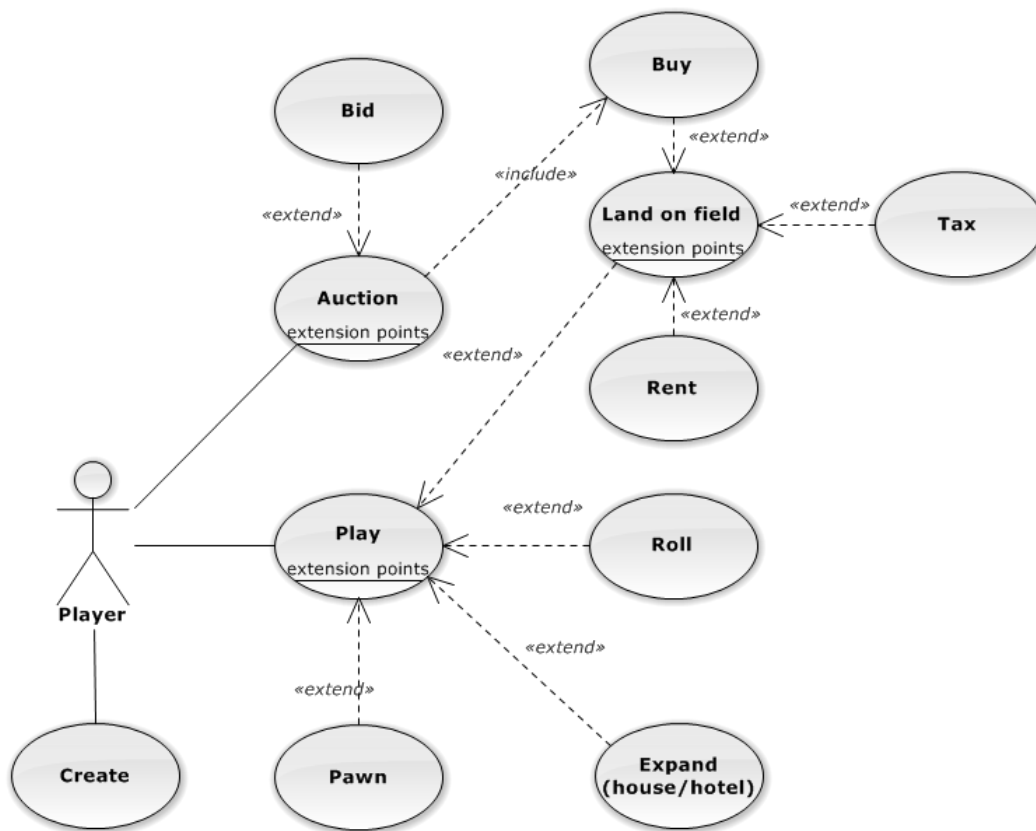 Buy
Bid
«extend»
«include»
«extend»
Land on field
extension points
«extend»
Tax
Auction
extension points
«extend»
«extend»
Rent
«extend»
Play
extension points
Roll
Player
«extend»
«extend»
Create
Pawn
Expand
(house/hotel)